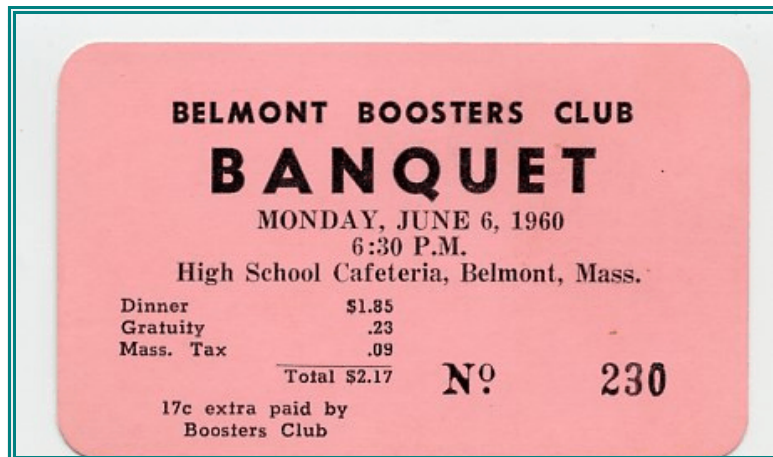 BELMONT BOOSTERS CLUB
BANQUET
MONDAY, JUNE 6, 1960
6:30 P.M.
High School Cafeteria, Belmont, Mass.
Dinner $1.85
Gratuity .23
Mass. Tax .09
Total $2.17
Nº 230
17c extra paid by
Boosters Club